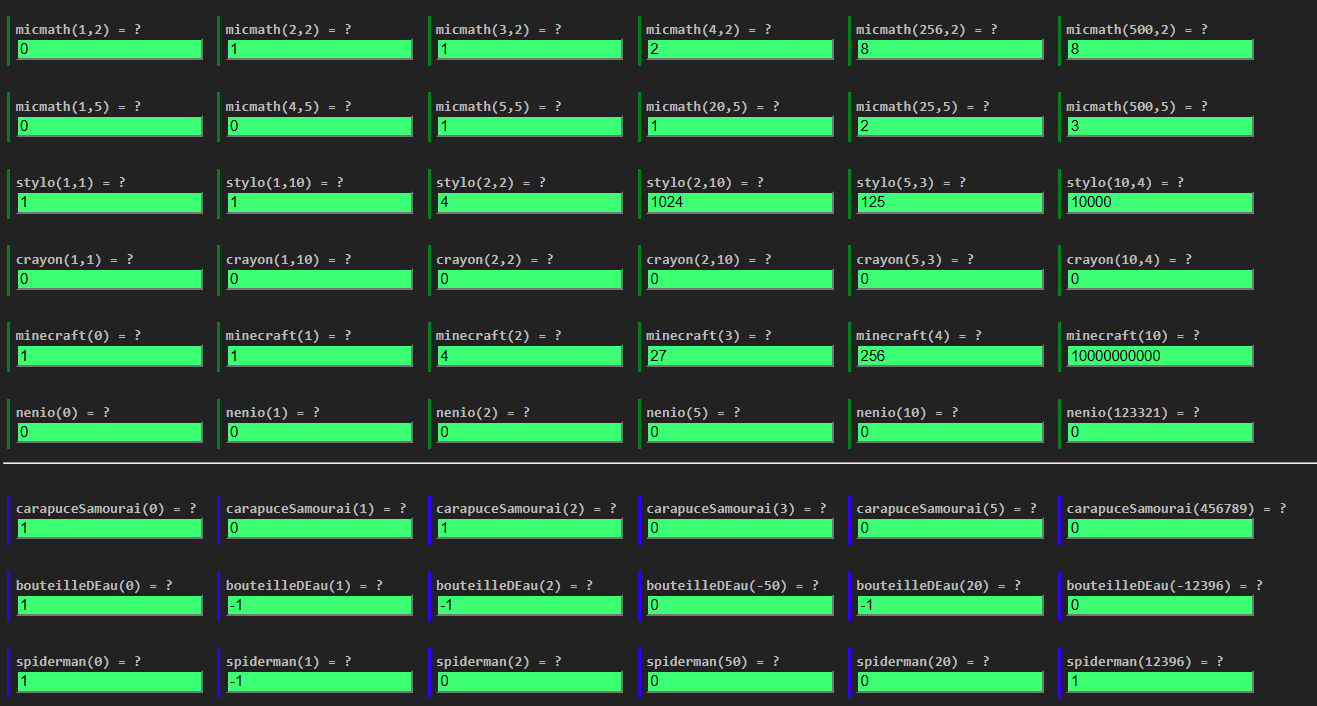 micmath(1,2) = ? micmath(2,2) = ? micmath(3,2) = ? micmath(4,2) = ? micmath(256,2) = ? micmath(500,2) = ?
0 1 1 2 8 8
micmath(1,5) = ? micmath(4,5) = ? micmath(5,5) = ? micmath(20,5) = ? micmath(25,5) = ? micmath(500,5) = ?
0 0 1 1 2 3
stylo(1,1) = ? stylo(1,10) = ? stylo(2,2) = ? stylo(2,10) = ? stylo(5,3) = ? stylo(10,4) = ?
1 1 4 1024 125 10000
crayon(1,1) = ? crayon(1,10) = ? crayon(2,2) = ? crayon(2,10) = ? crayon(5,3) = ? crayon(10,4) = ?
0 0 0 0 0 0
minecraft(0) = ? minecraft(1) = ? minecraft(2) = ? minecraft(3) = ? minecraft(4) = ? minecraft(10) = ?
1 1 4 27 256 10000000000
nenio(0) = ? nenio(1) = ? nenio(2) = ? nenio(5) = ? nenio(10) = ? nenio(123321) = ?
0 0 0 0 0 0
carapuceSamourai(0) = ? carapuceSamourai(1) = ? carapuceSamourai(2) = ? carapuceSamourai(3) = ? carapuceSamourai(5) = ? carapuceSamourai(456789) = ?
1 0 1 0 0 0
bouteilleDEau(0) = ? bouteilleDEau(1) = ? bouteilleDEau(2) = ? bouteilleDEau(-50) = ? bouteilleDEau(20) = ? bouteilleDEau(-12396) = ?
1 -1 -1 0 -1 0
spiderman(0) = ? spiderman(1) = ? spiderman(2) = ? spiderman(50) = ? spiderman(20) = ? spiderman(12396) = ?
1 -1 0 0 0 1